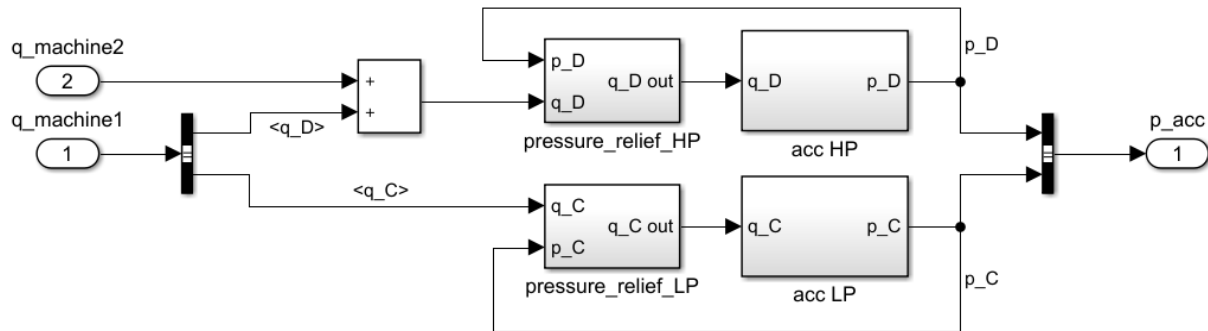 q_machine2
2
q_machine1
1
<q_D>
<q_C>
+
+
p_D
q_D
q_D out
pressure_relief_HP
q_D
p_D
acc HP
p_D
q_C
p_C
q_C out
pressure_relief_LP
q_C
p_C
acc LP
p_C
p_acc
1